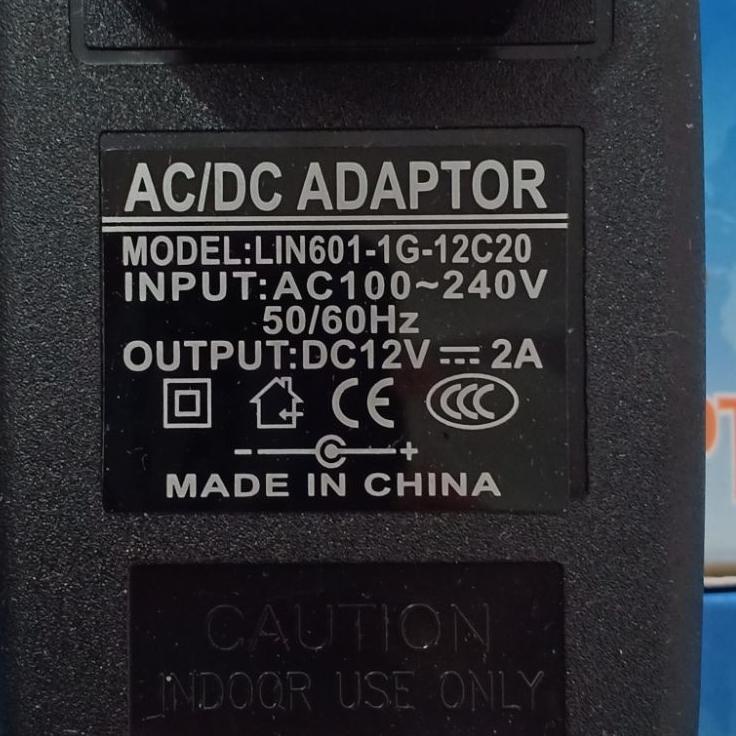 AC/DC ADAPTOR
MODEL:LIN601-1G-12C20
INPUT:AC100~240V
50/60Hz
OUTPUT:DC12V ⎓ 2A
CE CCC
- +
MADE IN CHINA
CAUTION
INDOOR USE ONLY
PT